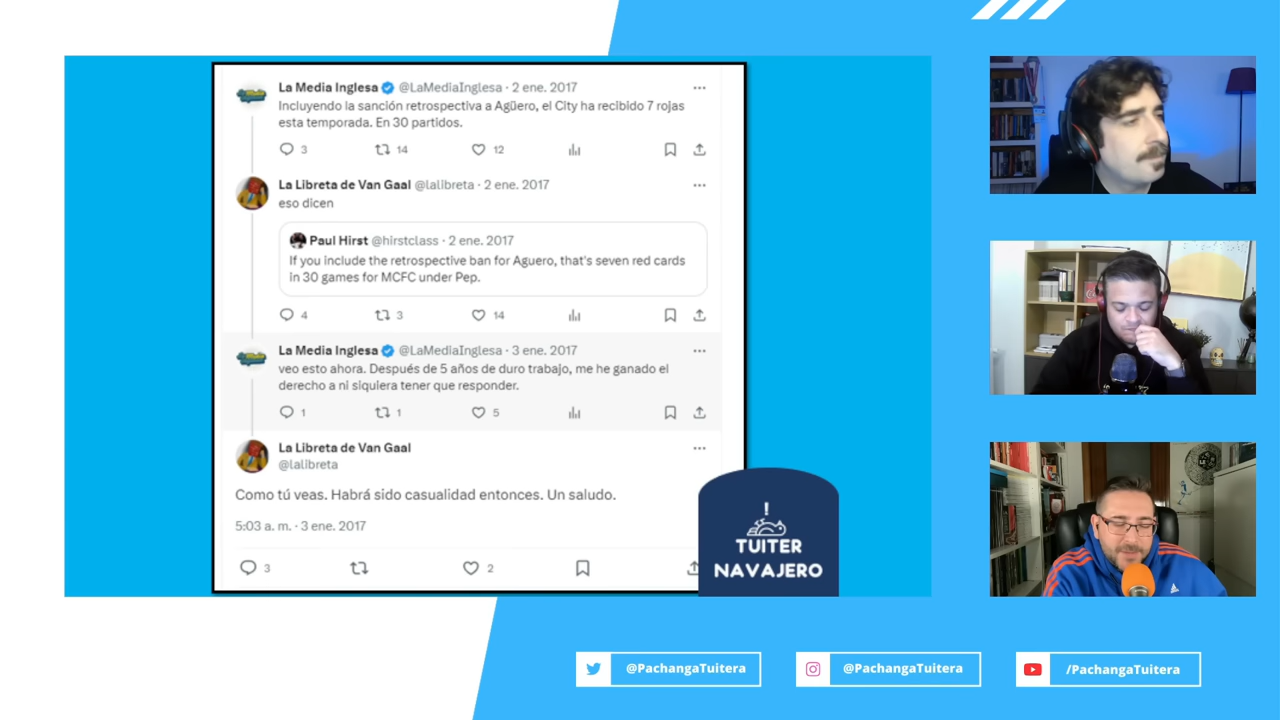 La Media Inglesa @LaMediaInglesa · 2 ene. 2017
Incluyendo la sanción retrospectiva a Agüero, el City ha recibido 7 rojas
esta temporada. En 30 partidos.
3 14 12
La Libreta de Van Gaal @lalibreta · 2 ene. 2017
eso dicen
Paul Hirst @hirstclass · 2 ene. 2017
If you include the retrospective ban for Aguero, that's seven red cards
in 30 games for MCFC under Pep.
4 3 14
La Media Inglesa @LaMediaInglesa · 3 ene. 2017
veo esto ahora. Después de 5 años de duro trabajo, me he ganado el
derecho a ni siquiera tener que responder.
1 1 5
La Libreta de Van Gaal
@lalibreta
Como tú veas. Habrá sido casualidad entonces. Un saludo.
5:03 a. m. · 3 ene. 2017
3 2
!
TUITER
NAVAJERO
@PachangaTuitera
@PachangaTuitera
/PachangaTuitera